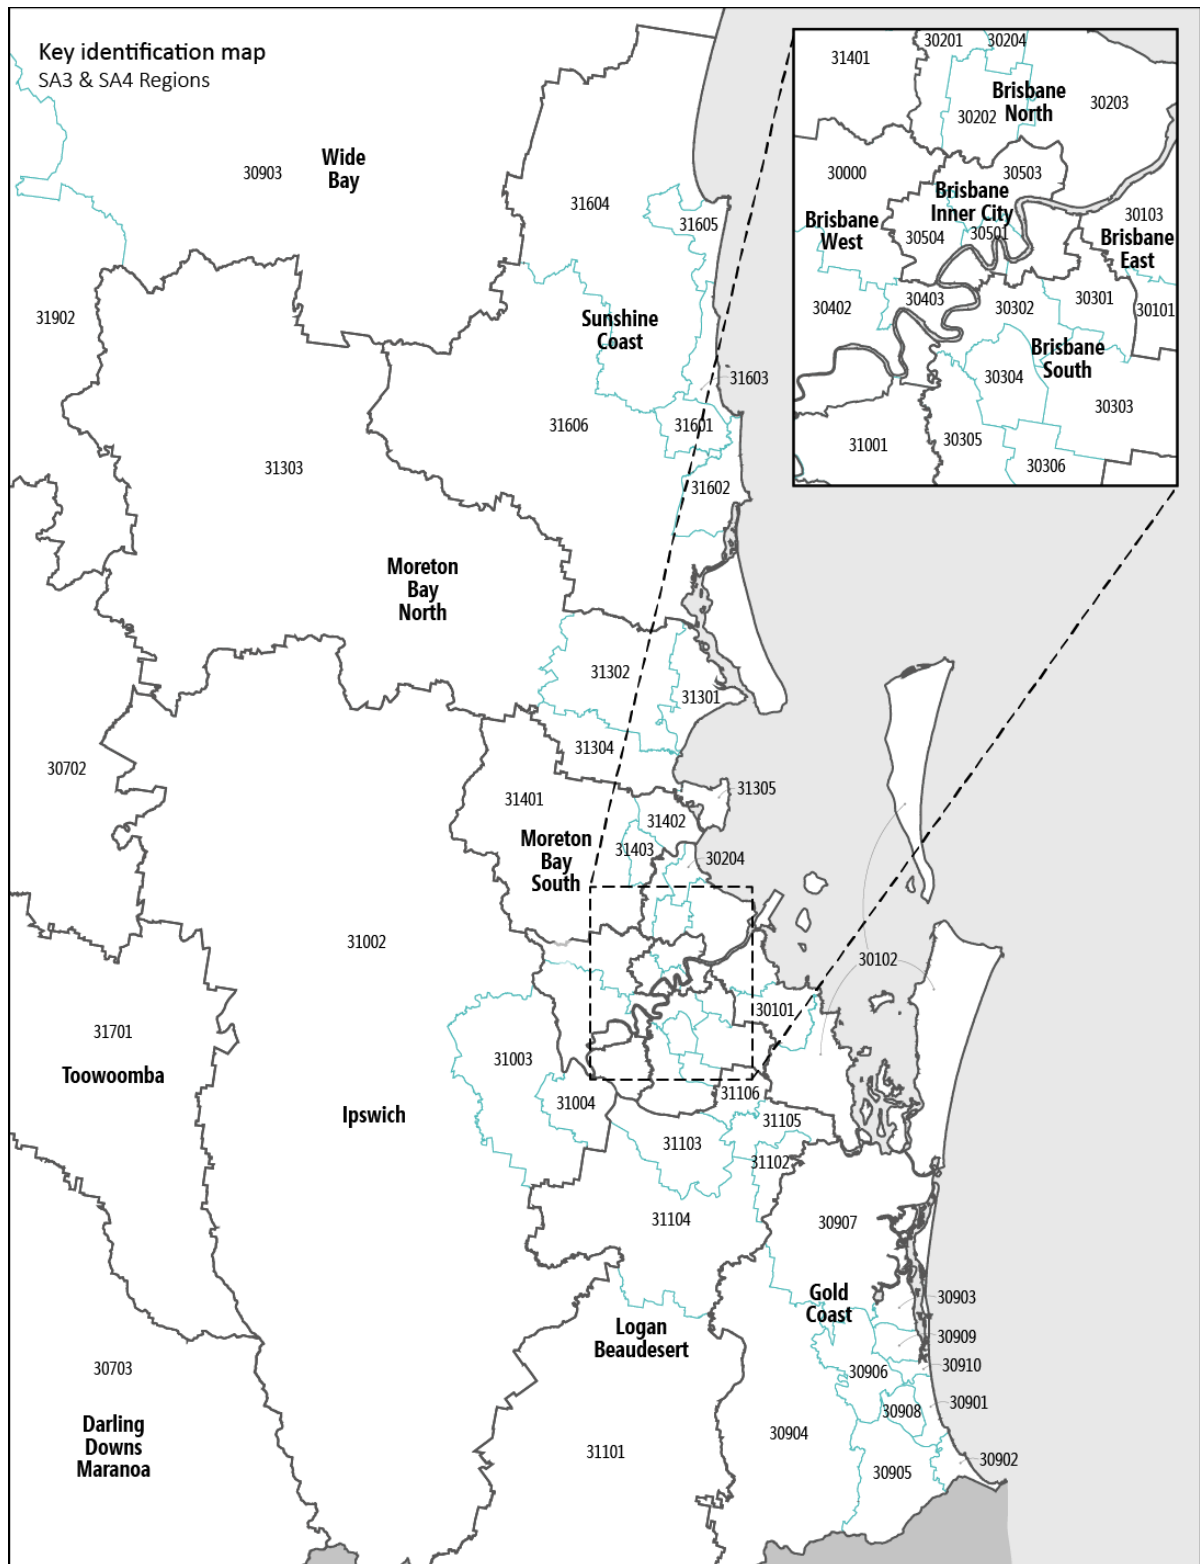 Key identification map
SA3 & SA4 Regions
30903
Wide
Bay
31604
31605
31902
Sunshine
Coast
31603
31606
31601
31303
31602
Moreton
Bay
North
31302
31301
31304
30702
31305
31401
31402
Moreton
Bay
South
31403
30204
31002
30102
30101
31701
Toowoomba
31003
31004
Ipswich
31106
31105
31103
31102
31104
30907
Gold
Coast
30903
Logan
Beaudesert
30909
30910
30906
30703
30901
30908
Darling
Downs
Maranoa
30904
31101
30905
30902
31401
30201
30204
Brisbane
North
30203
30202
30000
30503
Brisbane
Inner City
Brisbane
West
30504
30501
30103
Brisbane
East
30402
30403
30302
30301
30101
Brisbane
South
30304
30303
31001
30305
30306